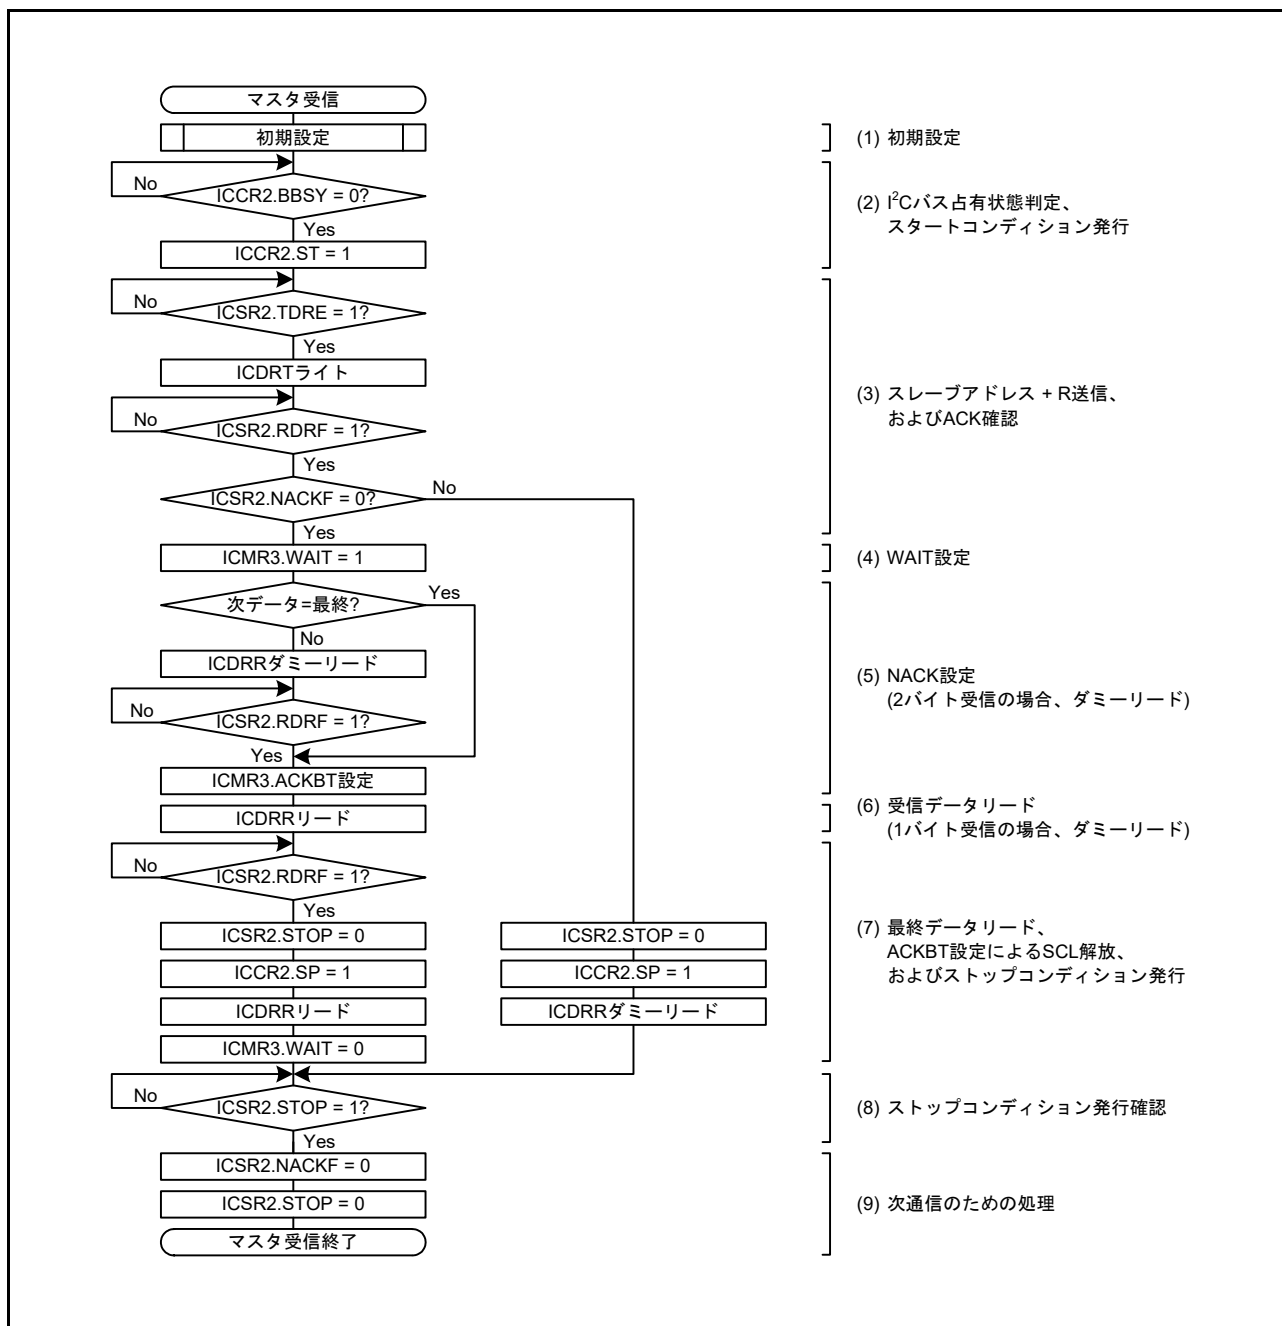 マスタ受信
初期設定
(1) 初期設定
No
ICCR2.BBSY = 0?
Yes
ICCR2.ST = 1
(2) I²Cバス占有状態判定、
スタートコンディション発行
No
ICSR2.TDRE = 1?
Yes
ICDRTライト
No
ICSR2.RDRF = 1?
Yes
ICSR2.NACKF = 0?
No
Yes
(3) スレーブアドレス + R送信、
およびACK確認
ICMR3.WAIT = 1
(4) WAIT設定
次データ=最終?
Yes
No
ICDRRダミーリード
No
ICSR2.RDRF = 1?
Yes
ICMR3.ACKBT設定
(5) NACK設定
(2バイト受信の場合、ダミーリード)
ICDRRリード
(6) 受信データリード
(1バイト受信の場合、ダミーリード)
No
ICSR2.RDRF = 1?
Yes
ICSR2.STOP = 0
ICCR2.SP = 1
ICDRRリード
ICMR3.WAIT = 0
ICSR2.STOP = 0
ICCR2.SP = 1
ICDRRダミーリード
(7) 最終データリード、
ACKBT設定によるSCL解放、
およびストップコンディション発行
No
ICSR2.STOP = 1?
Yes
(8) ストップコンディション発行確認
ICSR2.NACKF = 0
ICSR2.STOP = 0
マスタ受信終了
(9) 次通信のための処理